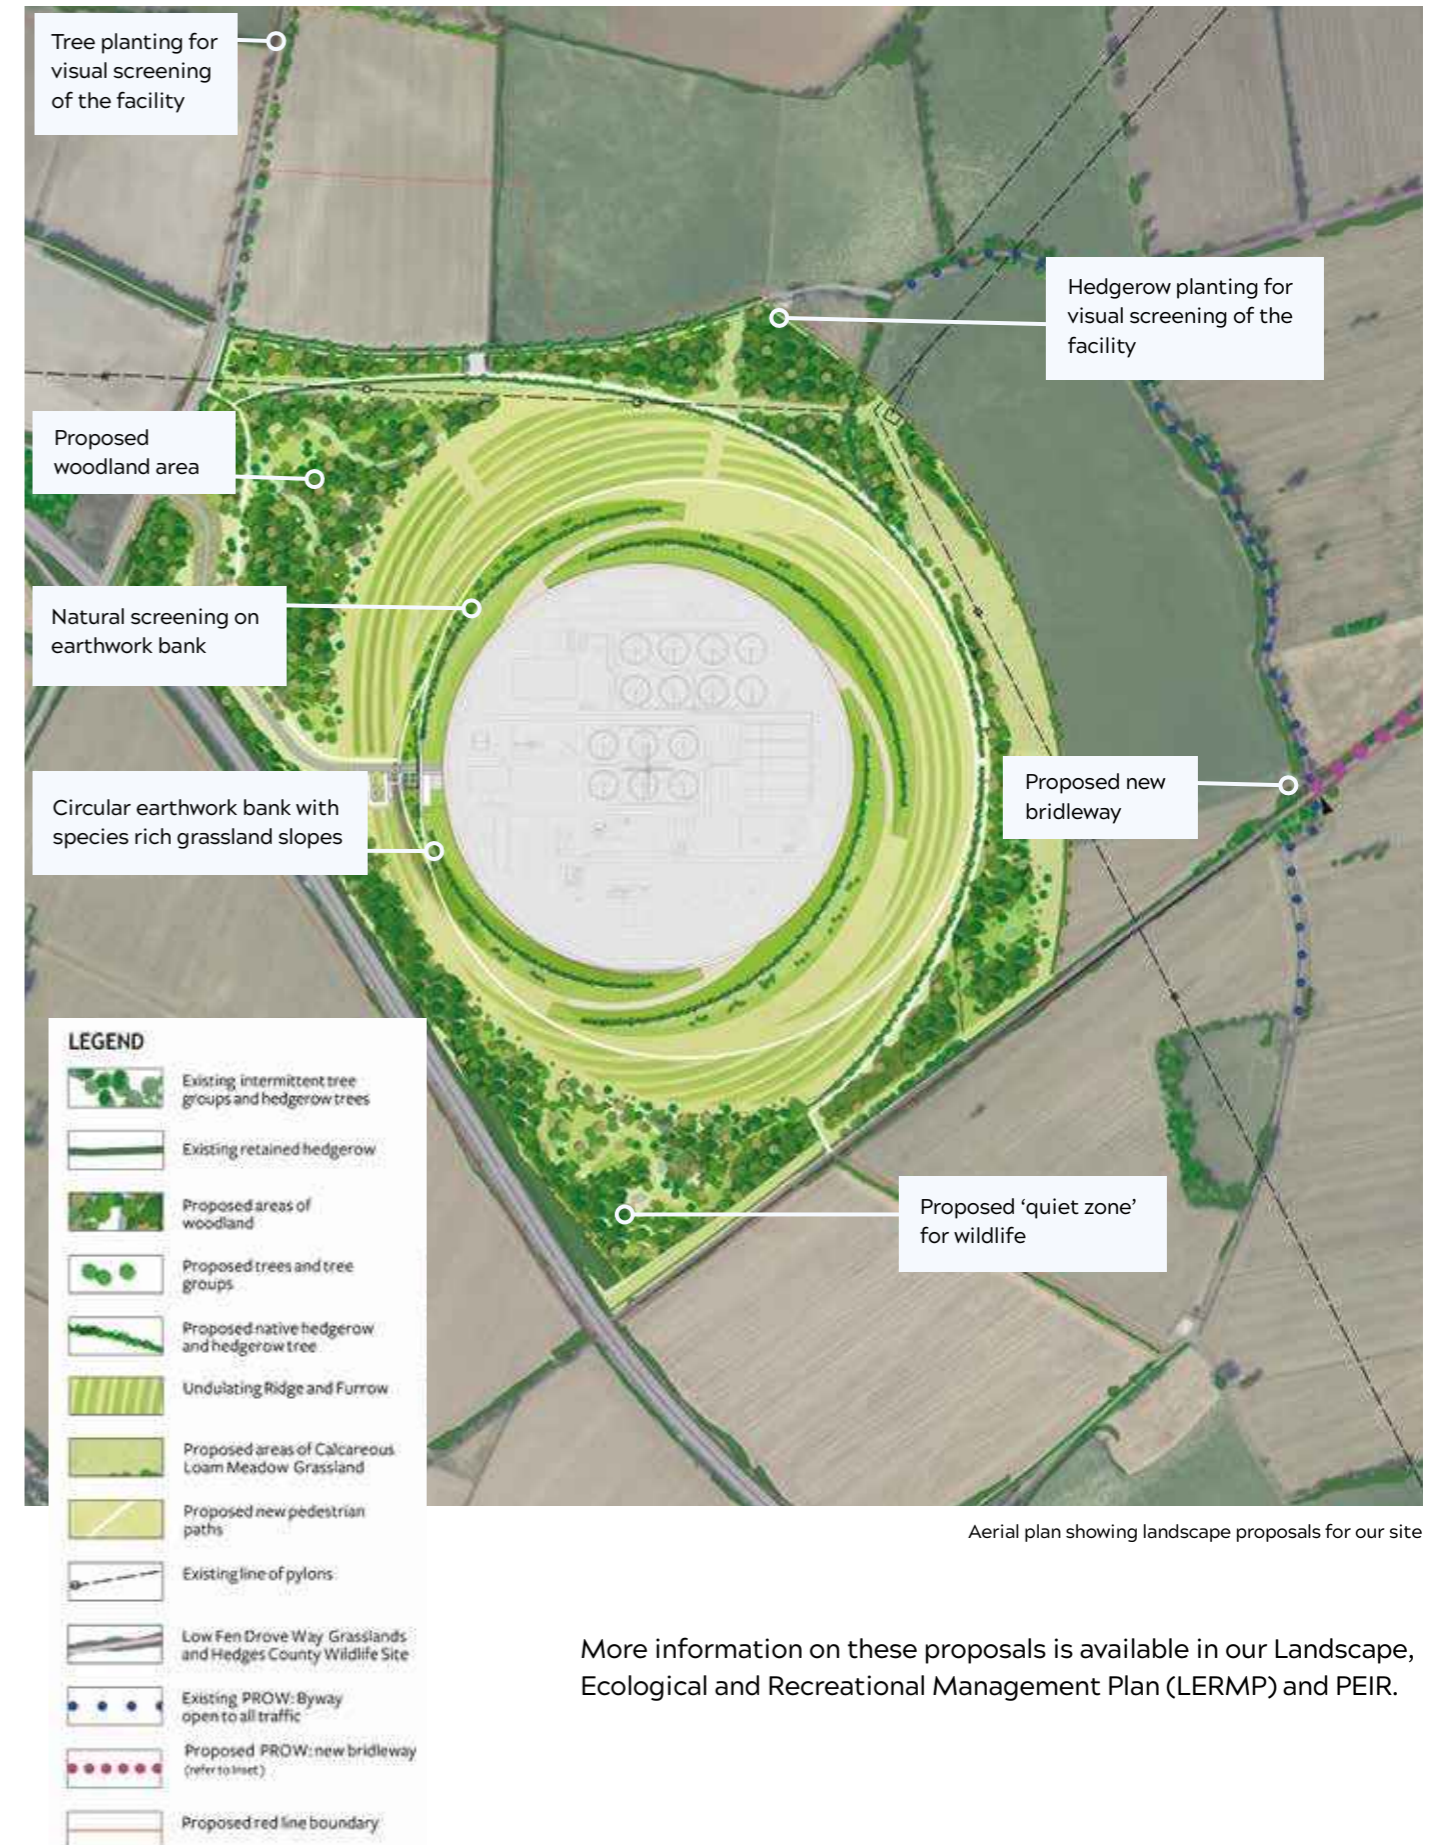 Tree planting for
visual screening
of the facility
Hedgerow planting for
visual screening of the
facility
Proposed
woodland area
Natural screening on
earthwork bank
Proposed new
bridleway
Circular earthwork bank with
species rich grassland slopes
Proposed ‘quiet zone’
for wildlife
LEGEND
Existing intermittent tree
groups and hedgerow trees
Existing retained hedgerow
Proposed areas of
woodland
Proposed trees and tree
groups
Proposed native hedgerow
and hedgerow tree
Undulating Ridge and Furrow
Proposed areas of Calcareous
Loam Meadow Grassland
Proposed new pedestrian
paths
Existing line of pylons
Low Fen Drove Way Grasslands
and Hedges County Wildlife Site
Existing PROW: Byway
open to all traffic
Proposed PROW: new bridleway
(refer to Inset)
Proposed red line boundary
Aerial plan showing landscape proposals for our site
More information on these proposals is available in our Landscape,
Ecological and Recreational Management Plan (LERMP) and PEIR.